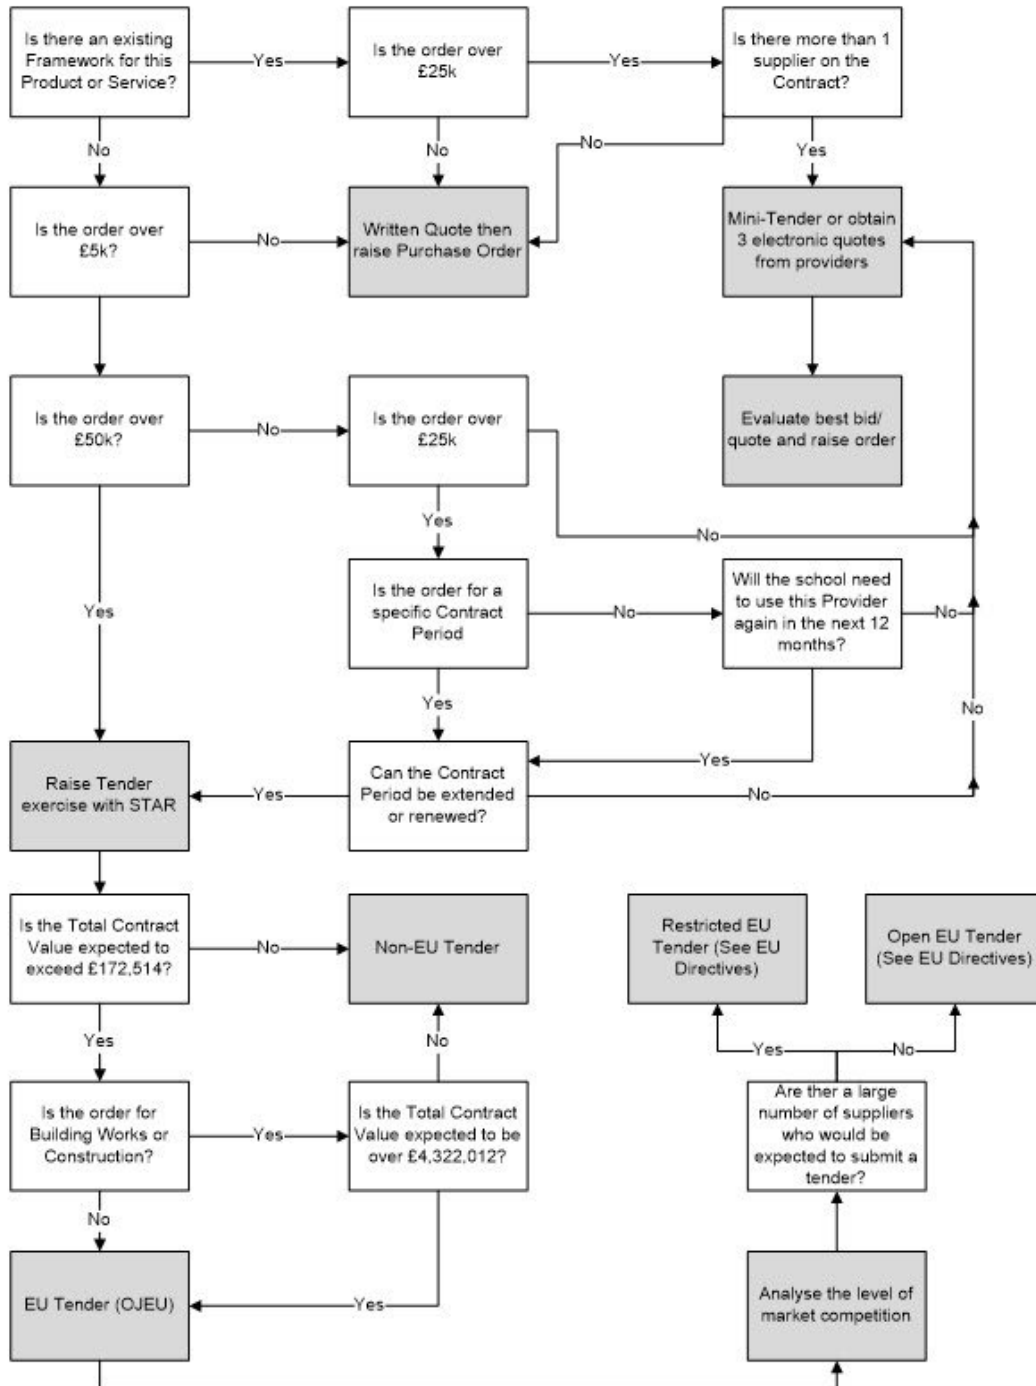 Is there an existing
Framework for this
Product or Service?
Yes
Is the order over
£25k
Yes
Is there more than 1
supplier on the
Contract?
No
No
No
Yes
Is the order over
£5k?
No
Written Quote then
raise Purchase Order
Mini-Tender or obtain
3 electronic quotes
from providers
Is the order over
£50k?
No
Is the order over
£25k
Evaluate best bid/
quote and raise order
Yes
No
Yes
Is the order for a
specific Contract
Period
No
Will the school need
to use this Provider
again in the next 12
months?
No
Yes
No
Yes
Raise Tender
exercise with STAR
Yes
Can the Contract
Period be extended
or renewed?
No
Is the Total Contract
Value expected to
exceed £172,514?
No
Non-EU Tender
Restricted EU
Tender (See EU
Directives)
Open EU Tender
(See EU Directives)
Yes
No
Yes
No
Is the order for
Building Works or
Construction?
Yes
Is the Total Contract
Value expected to be
over £4,322,012?
Are ther a large
number of suppliers
who would be
expected to submit a
tender?
No
EU Tender (OJEU)
Yes
Analyse the level of
market competition